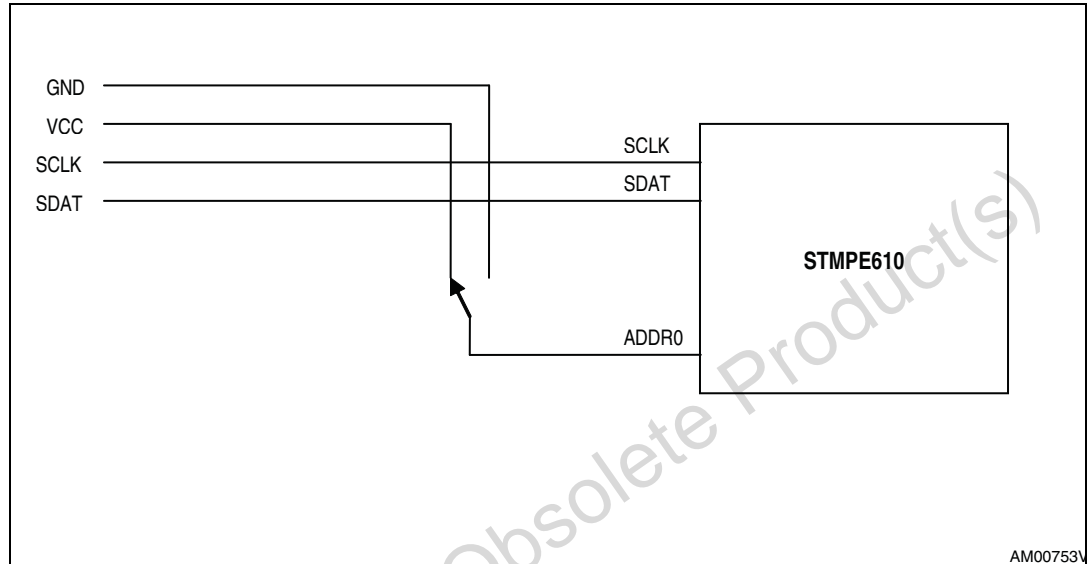 GND
VCC
SCLK
SDAT
SCLK
SDAT
STMPE610
ADDR0
Obsolete Product(s)
AM00753V